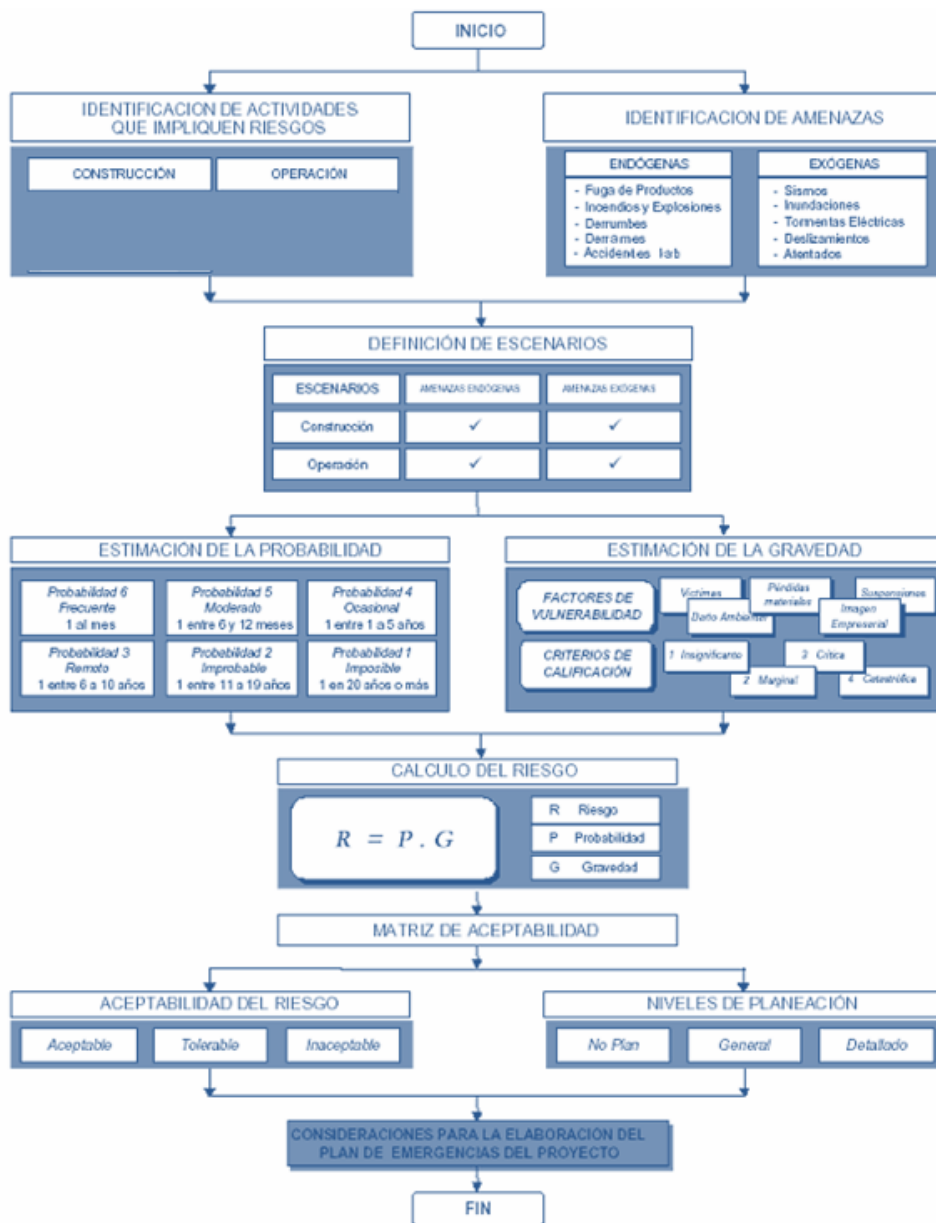 INICIO
IDENTIFICACION DE ACTIVIDADES
QUE IMPLIQUEN RIESGOS
CONSTRUCCIÓN
OPERACIÓN
IDENTIFICACION DE AMENAZAS
ENDÓGENAS
- Fuga de Productos
- Incendios y Explosiones
- Derrumbes
- Derrames
- Accidentes lab
EXÓGENAS
- Sismos
- Inundaciones
- Tormentas Eléctricas
- Deslizamientos
- Atentados
DEFINICIÓN DE ESCENARIOS
ESCENARIOS
AMENAZAS ENDÓGENAS
AMENAZAS EXÓGENAS
Construcción ✓ ✓
Operación ✓ ✓
ESTIMACIÓN DE LA PROBABILIDAD
Probabilidad 6
Frecuente
1 al mes
Probabilidad 5
Moderado
1 entre 6 y 12 meses
Probabilidad 4
Ocasional
1 entre 1 a 5 años
Probabilidad 3
Remoto
1 entre 6 a 10 años
Probabilidad 2
Improbable
1 entre 11 a 19 años
Probabilidad 1
Imposible
1 en 20 años o más
ESTIMACIÓN DE LA GRAVEDAD
FACTORES DE
VULNERABILIDAD
Víctimas
Daño Ambiental
Pérdidas
materiales
Imagen
Empresarial
Suspensiones
CRITERIOS DE
CALIFICACIÓN
1 Insignificante
2 Marginal
3 Crítica
4 Catastrófica
CALCULO DEL RIESGO
R = P . G
R Riesgo
P Probabilidad
G Gravedad
MATRIZ DE ACEPTABILIDAD
ACEPTABILIDAD DEL RIESGO
Aceptable
Tolerable
Inaceptable
NIVELES DE PLANEACIÓN
No Plan
General
Detallado
CONSIDERACIONES PARA LA ELABORACIÓN DEL
PLAN DE EMERGENCIAS DEL PROYECTO
FIN